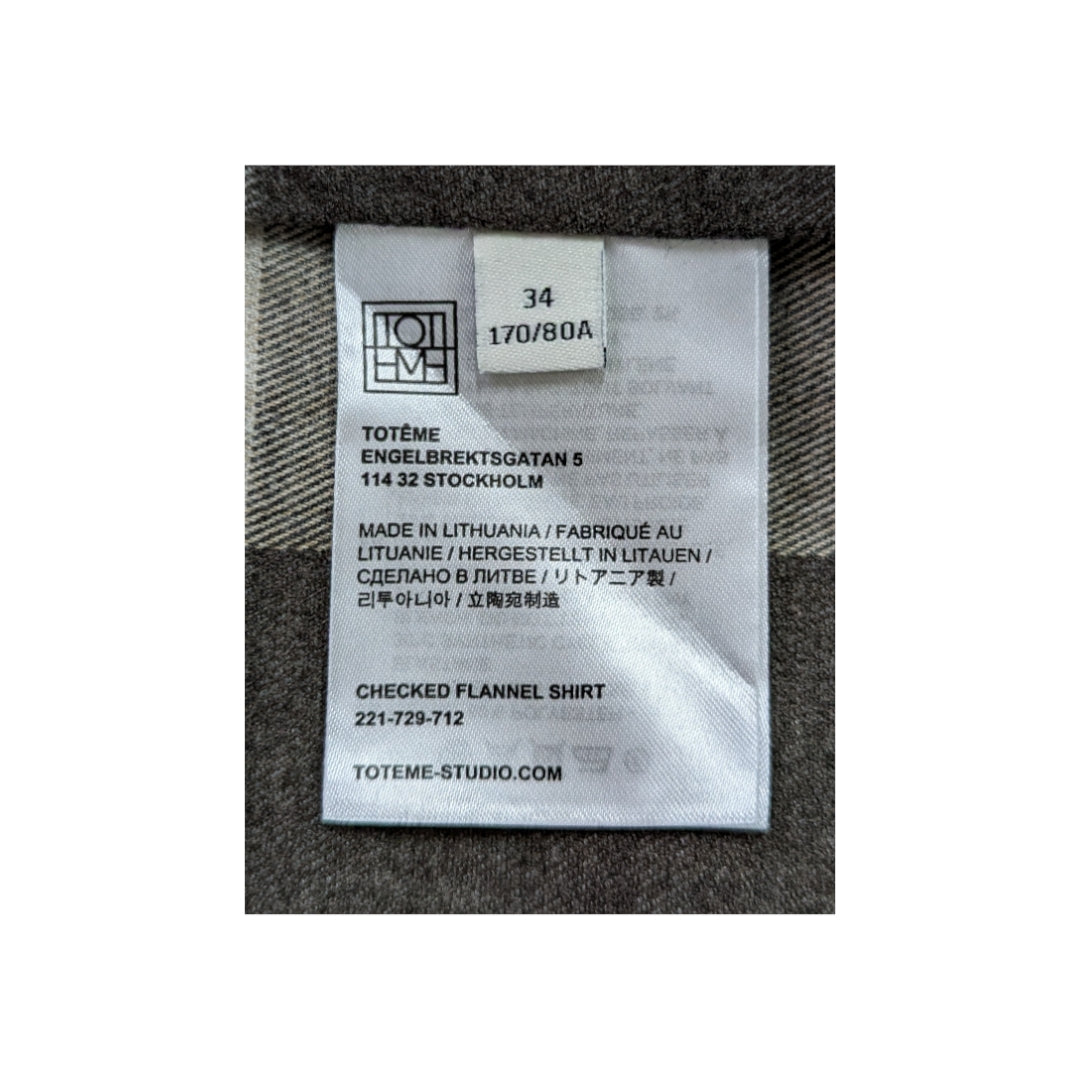 34
170/80A
TOTEME
TOTÊME
ENGELBREKTSGATAN 5
114 32 STOCKHOLM
MADE IN LITHUANIA / FABRIQUÉ AU
LITUANIE / HERGESTELLT IN LITAUEN /
СДЕЛАНО В ЛИТВЕ / リトアニア製 /
리투아니아 / 立陶宛制造
CHECKED FLANNEL SHIRT
221-729-712
TOTEME-STUDIO.COM